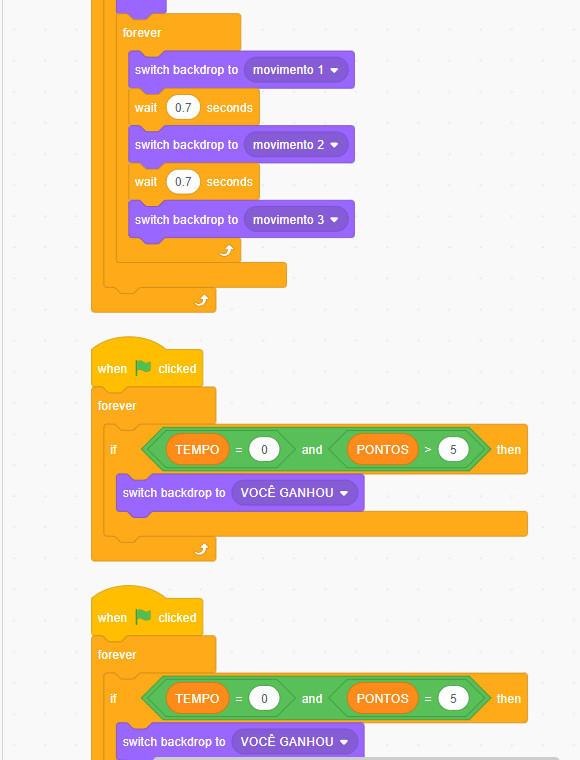 forever
switch backdrop to movimento 1
wait 0.7 seconds
switch backdrop to movimento 2
wait 0.7 seconds
switch backdrop to movimento 3
when clicked
forever
if TEMPO = 0 and PONTOS > 5 then
switch backdrop to VOCÊ GANHOU
when clicked
forever
if TEMPO = 0 and PONTOS = 5 then
switch backdrop to VOCÊ GANHOU